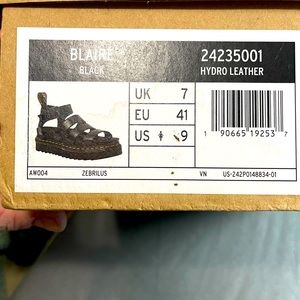 BLAIRE
BLACK
24235001
HYDRO LEATHER
UK 7
EU 41
US 9
1 90665 19253 7
AW004 ZEBRILUS VN US-242P0148834-01